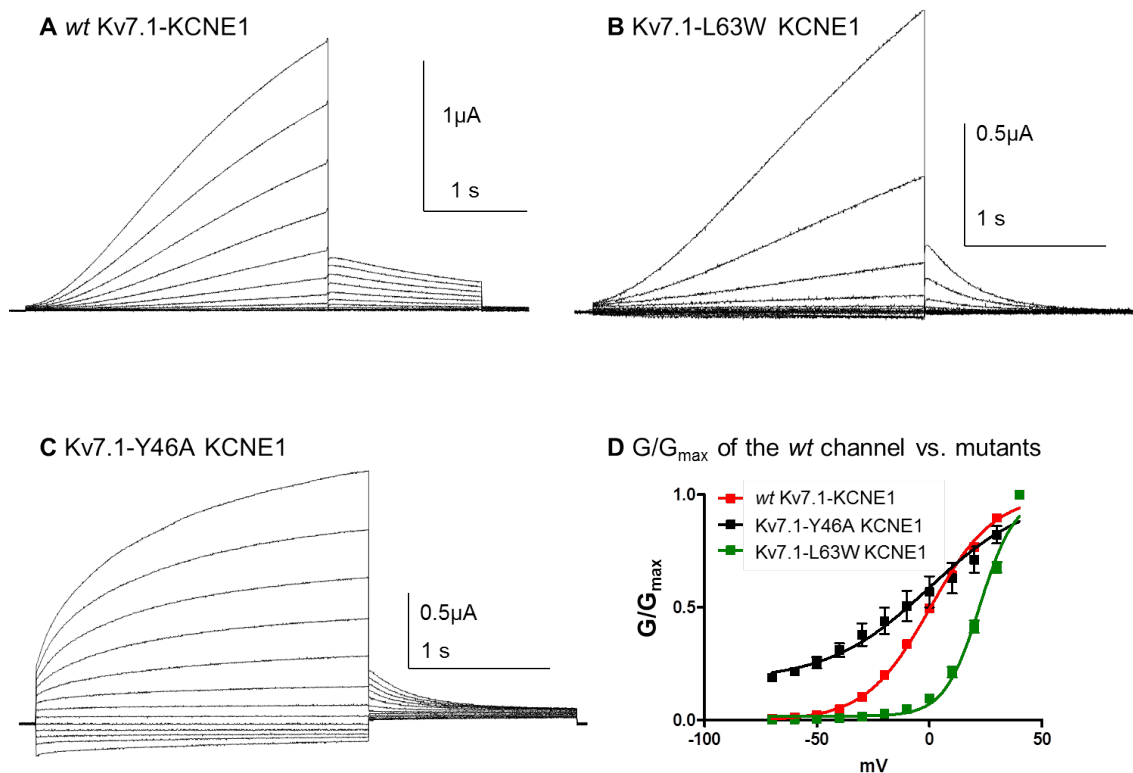 A wt Kv7.1-KCNE1
1µA
1 s
B Kv7.1-L63W KCNE1
0.5µA
1 s
C Kv7.1-Y46A KCNE1
0.5µA
1 s
D G/Gmax of the wt channel vs. mutants
wt Kv7.1-KCNE1
Kv7.1-Y46A KCNE1
Kv7.1-L63W KCNE1
G/Gmax
1.0
0.5
0.0
-100
-50
0
50
mV